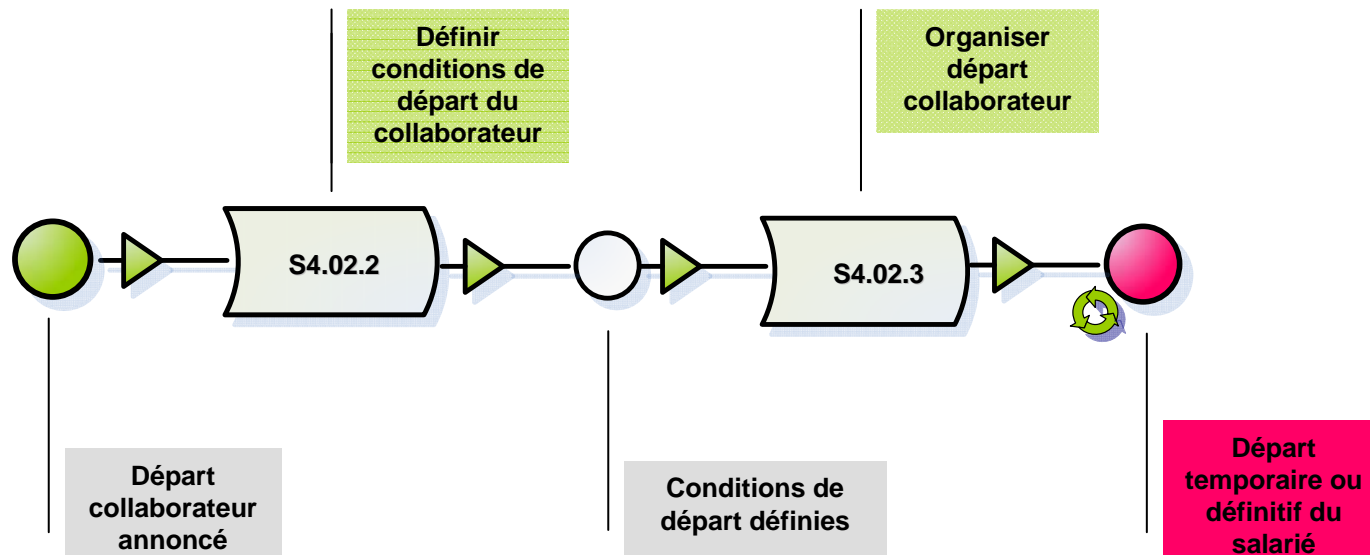 Définir
conditions de
départ du
collaborateur
Organiser
départ
collaborateur
S4.02.2
S4.02.3
Départ
collaborateur
annoncé
Conditions de
départ définies
Départ
temporaire ou
définitif du
salarié